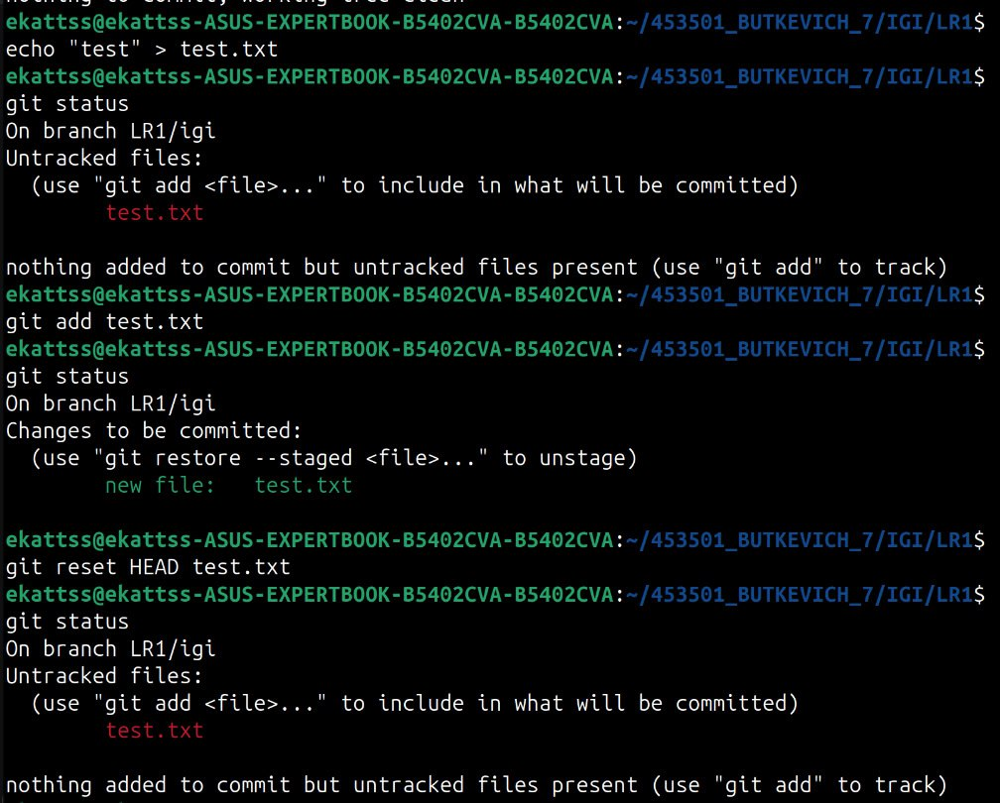 nothing to commit, working tree clean
ekattss@ekattss-ASUS-EXPERTBOOK-B5402CVA-B5402CVA:~/453501_BUTKEVICH_7/IGI/LR1$
echo "test" > test.txt
ekattss@ekattss-ASUS-EXPERTBOOK-B5402CVA-B5402CVA:~/453501_BUTKEVICH_7/IGI/LR1$
git status
On branch LR1/igi
Untracked files:
  (use "git add <file>..." to include in what will be committed)
        test.txt

nothing added to commit but untracked files present (use "git add" to track)
ekattss@ekattss-ASUS-EXPERTBOOK-B5402CVA-B5402CVA:~/453501_BUTKEVICH_7/IGI/LR1$
git add test.txt
ekattss@ekattss-ASUS-EXPERTBOOK-B5402CVA-B5402CVA:~/453501_BUTKEVICH_7/IGI/LR1$
git status
On branch LR1/igi
Changes to be committed:
  (use "git restore --staged <file>..." to unstage)
        new file:   test.txt

ekattss@ekattss-ASUS-EXPERTBOOK-B5402CVA-B5402CVA:~/453501_BUTKEVICH_7/IGI/LR1$
git reset HEAD test.txt
ekattss@ekattss-ASUS-EXPERTBOOK-B5402CVA-B5402CVA:~/453501_BUTKEVICH_7/IGI/LR1$
git status
On branch LR1/igi
Untracked files:
  (use "git add <file>..." to include in what will be committed)
        test.txt

nothing added to commit but untracked files present (use "git add" to track)